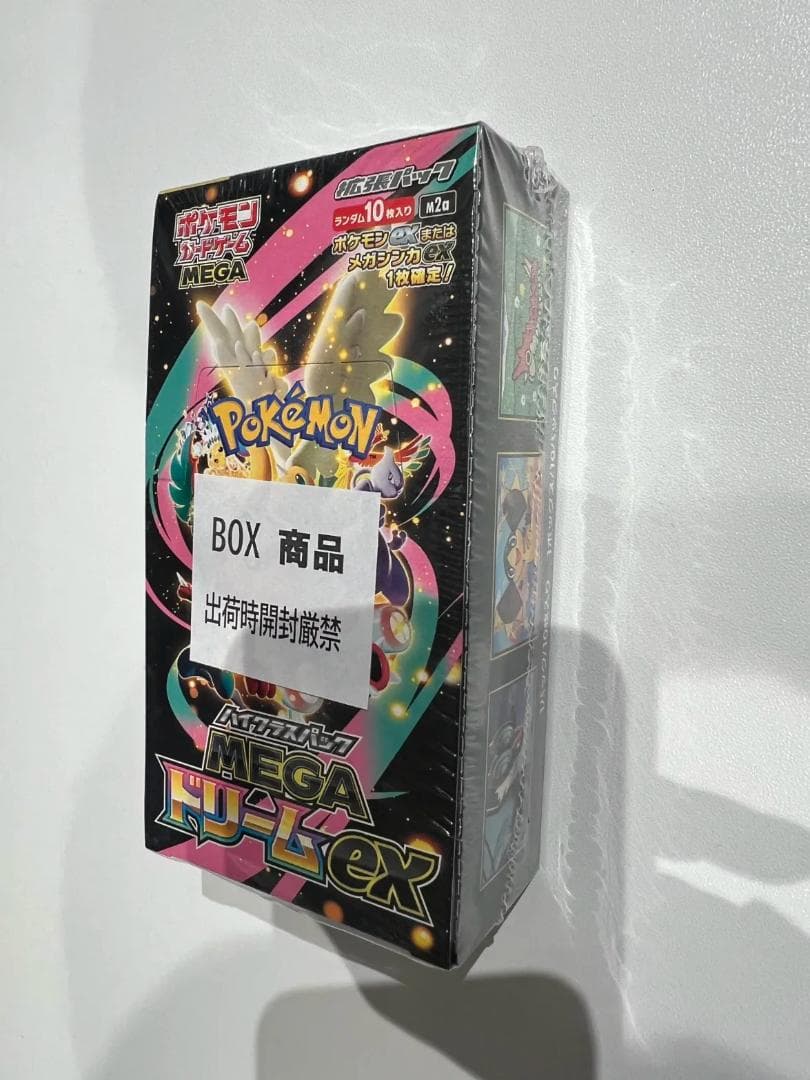 ポケモン
カードゲーム
MEGA
拡張パック
ランダム10枚入り
M2a
ポケモンexまたは
メガシンカex
1枚確定!
POKéMON
BOX 商品
出荷時開封厳禁
ハイクラスパック
MEGA
ドリームex